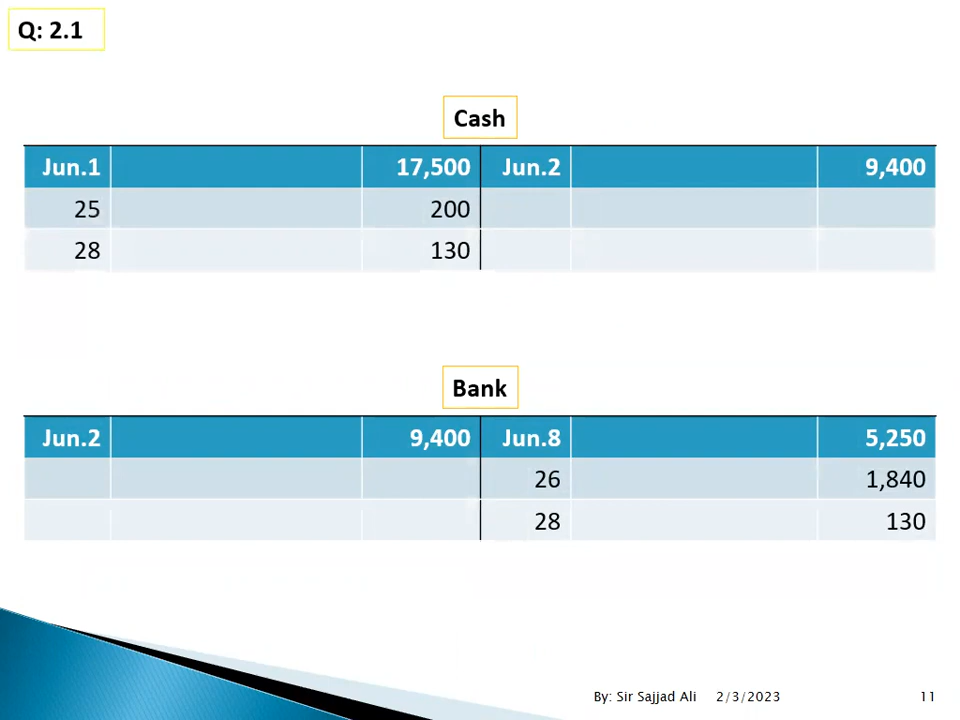 Q: 2.1
Cash
Jun.1 17,500 Jun.2 9,400
25 200
28 130
Bank
Jun.2 9,400 Jun.8 5,250
26 1,840
28 130
By: Sir Sajjad Ali 2/3/2023 11